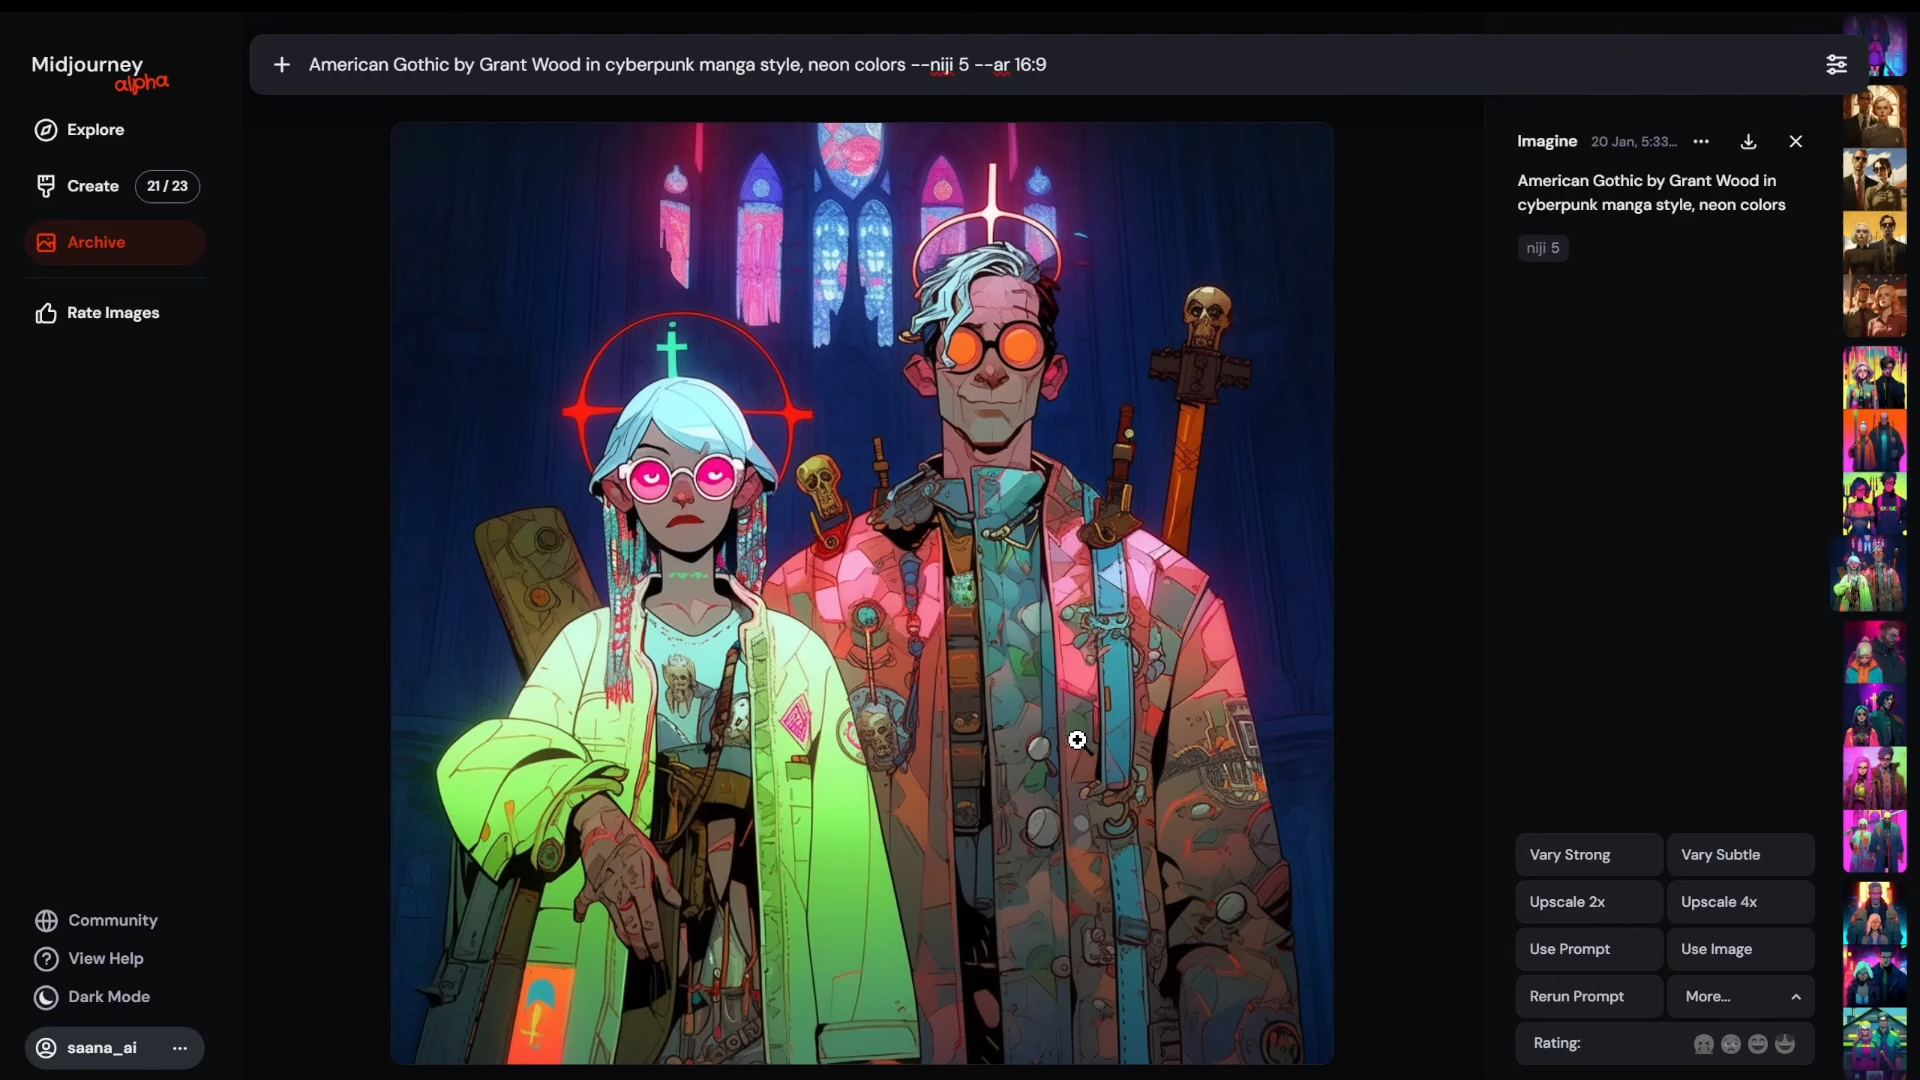 Midjourney
alpha
American Gothic by Grant Wood in cyberpunk manga style, neon colors --niji 5 --ar 16:9
Explore
Create
21 / 23
Archive
Rate Images
Imagine
20 Jan, 5:33...
American Gothic by Grant Wood in
cyberpunk manga style, neon colors
niji 5
Vary Strong
Vary Subtle
Upscale 2x
Upscale 4x
Use Prompt
Use Image
Rerun Prompt
More...
Rating:
Community
View Help
Dark Mode
saana_ai